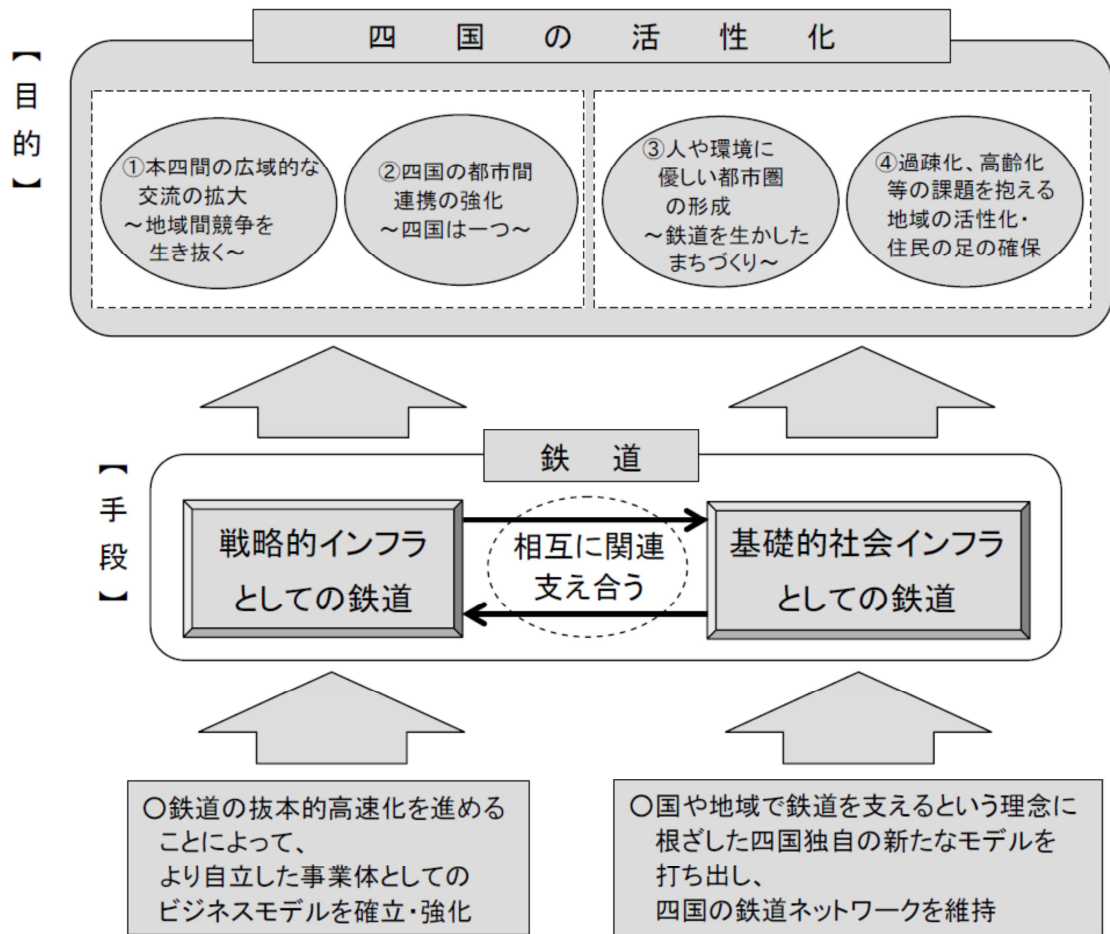 四国の活性化
【目的】
①本四間の広域的な
交流の拡大
~地域間競争を
生き抜く~
②四国の都市間
連携の強化
~四国は一つ~
③人や環境に
優しい都市圏
の形成
~鉄道を生かした
まちづくり~
④過疎化、高齢化
等の課題を抱える
地域の活性化・
住民の足の確保
【手段】
鉄道
戦略的インフラ
としての鉄道
相互に関連
支え合う
基礎的社会インフラ
としての鉄道
○鉄道の抜本的高速化を進める
ことによって、
より自立した事業体としての
ビジネスモデルを確立・強化
○国や地域で鉄道を支えるという理念に
根ざした四国独自の新たなモデルを
打ち出し、
四国の鉄道ネットワークを維持